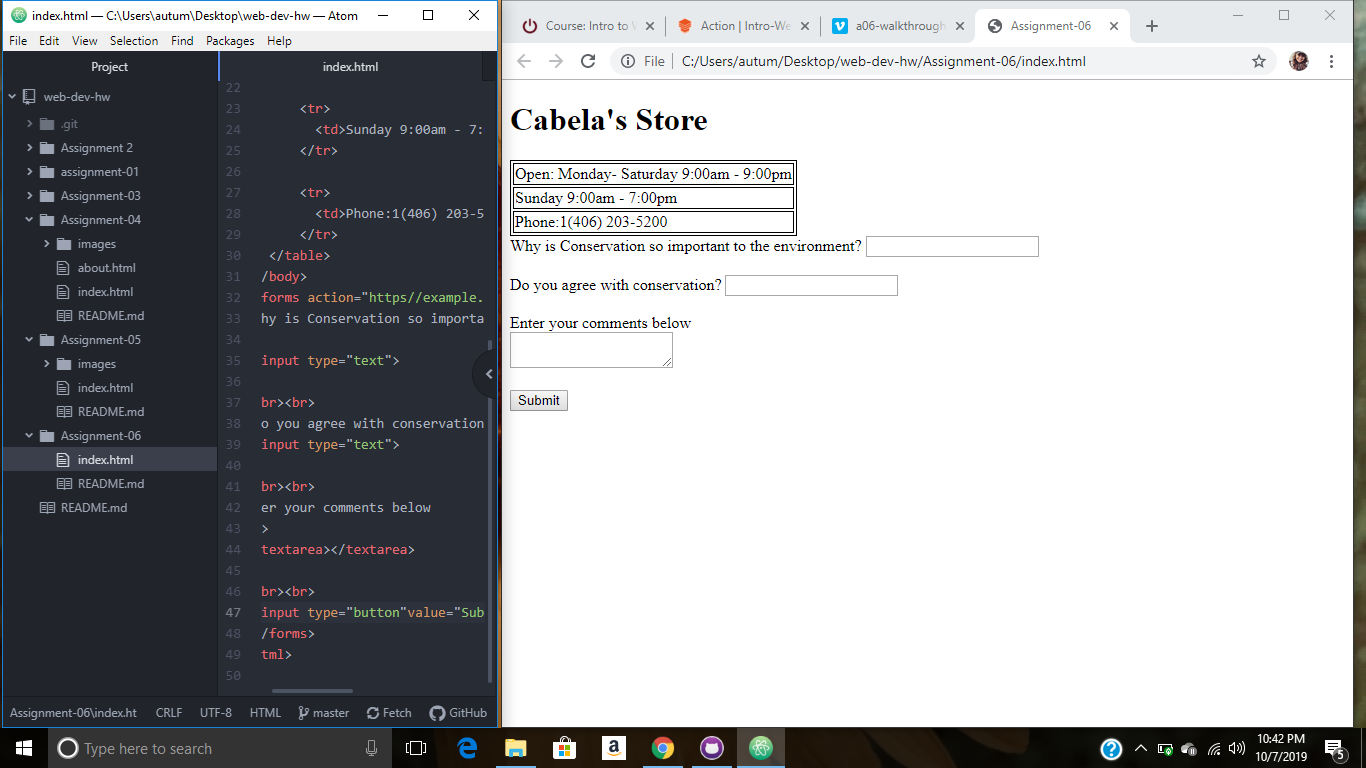 index.html — C:\Users\autum\Desktop\web-dev-hw — Atom
File Edit View Selection Find Packages Help
Project
web-dev-hw
.git
Assignment 2
assignment-01
Assignment-03
Assignment-04
images
about.html
index.html
README.md
Assignment-05
images
index.html
README.md
Assignment-06
index.html
README.md
README.md
index.html
22
23 <tr>
24 <td>Sunday 9:00am - 7:
25 </tr>
26
27 <tr>
28 <td>Phone:1(406) 203-5
29 </tr>
30 </table>
31 /body>
32 forms action="https//example.
33 hy is Conservation so importa
34
35 input type="text">
36
37 br><br>
38 o you agree with conservation
39 input type="text">
40
41 br><br>
42 er your comments below
43 >
44 textarea></textarea>
45
46 br><br>
47 input type="button"value="Sub
48 /forms>
49 tml>
50
Assignment-06\index.ht CRLF UTF-8 HTML master Fetch GitHub
Course: Intro to W Action | Intro-We a06-walkthrough Assignment-06
File C:/Users/autum/Desktop/web-dev-hw/Assignment-06/index.html
Cabela's Store
Open: Monday- Saturday 9:00am - 9:00pm
Sunday 9:00am - 7:00pm
Phone:1(406) 203-5200
Why is Conservation so important to the environment?
Do you agree with conservation?
Enter your comments below
Submit
Type here to search
10:42 PM
10/7/2019
5